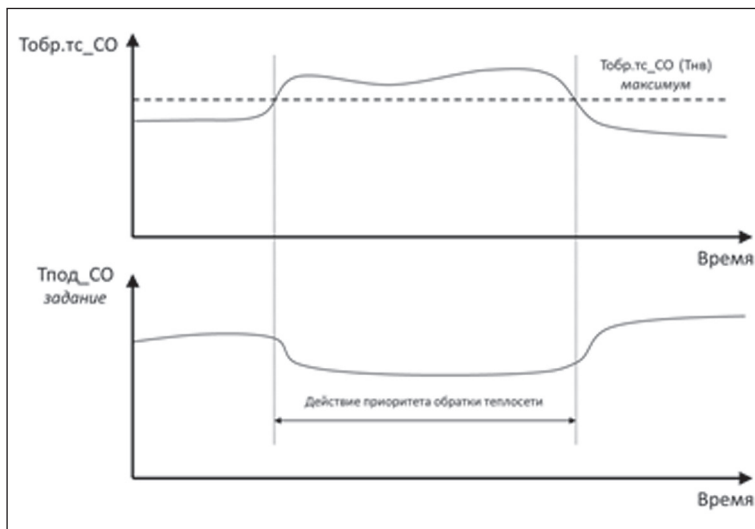 Тобр.тс_СО
Тобр.тс_СО (Тнв)
максимум
Время
Тпод_СО
задание
Действие приоритета обратки теплосети
Время